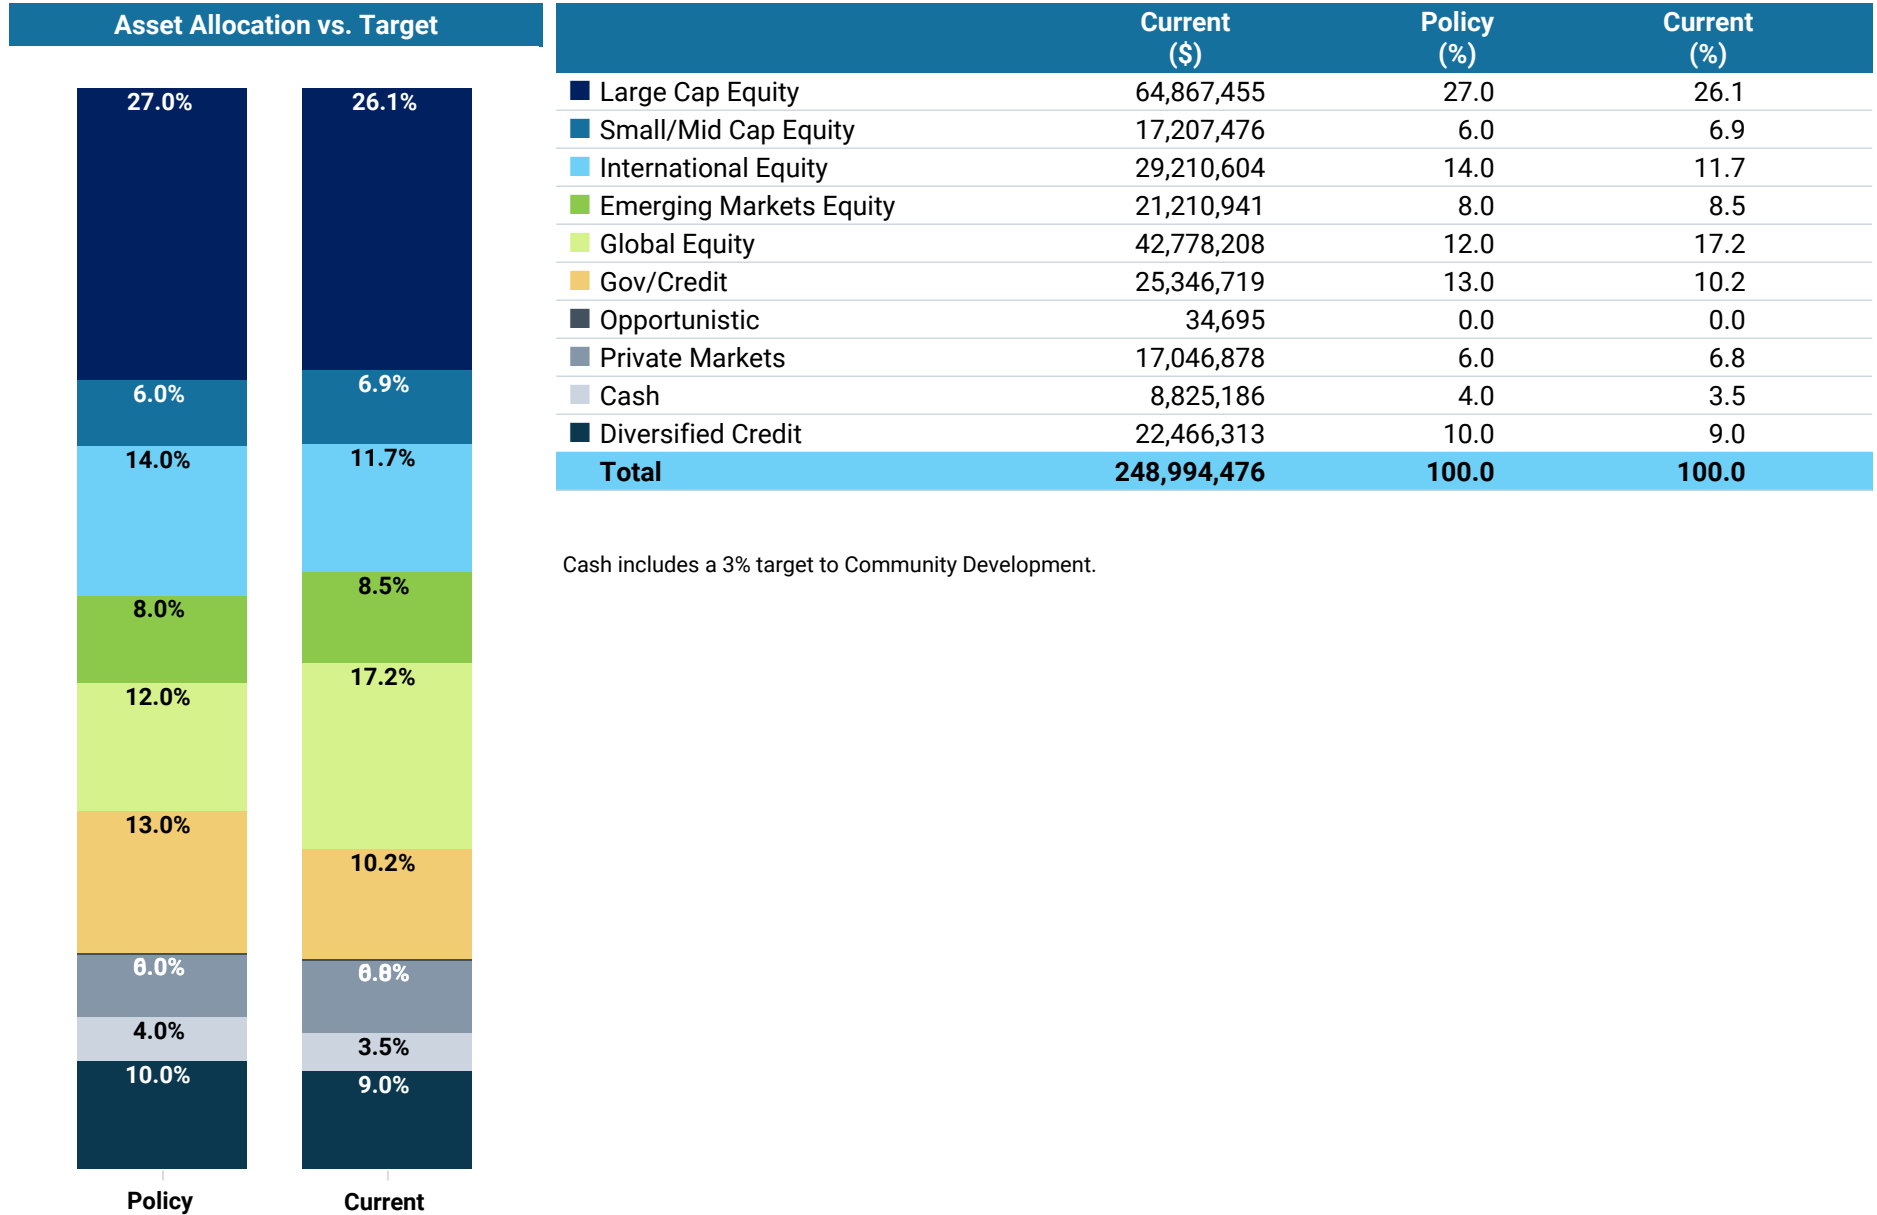 Asset Allocation vs. Target
27.0%
6.0%
14.0%
8.0%
12.0%
13.0%
6.0%
4.0%
10.0%
Policy
26.1%
6.9%
11.7%
8.5%
17.2%
10.2%
6.8%
3.5%
9.0%
Current
Current Policy Current
($) (%) (%)
Large Cap Equity 64,867,455 27.0 26.1
Small/Mid Cap Equity 17,207,476 6.0 6.9
International Equity 29,210,604 14.0 11.7
Emerging Markets Equity 21,210,941 8.0 8.5
Global Equity 42,778,208 12.0 17.2
Gov/Credit 25,346,719 13.0 10.2
Opportunistic 34,695 0.0 0.0
Private Markets 17,046,878 6.0 6.8
Cash 8,825,186 4.0 3.5
Diversified Credit 22,466,313 10.0 9.0
Total 248,994,476 100.0 100.0
Cash includes a 3% target to Community Development.